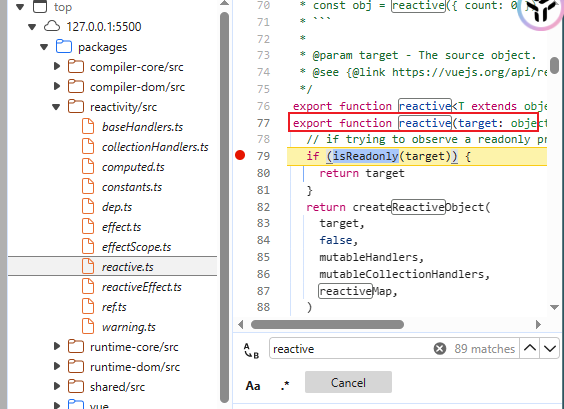 top
127.0.0.1:5500
packages
compiler-core/src
compiler-dom/src
reactivity/src
baseHandlers.ts
collectionHandlers.ts
computed.ts
constants.ts
dep.ts
effect.ts
effectScope.ts
reactive.ts
reactiveEffect.ts
ref.ts
warning.ts
runtime-core/src
runtime-dom/src
shared/src
vue
70 * const obj = reactive({ count: 0 })
71 * ```
72 *
73 * @param target - The source object.
74 * @see {@link https://vuejs.org/api/re
75 */
76 export function reactive<T extends obje
77 export function reactive(target: object
78 // if trying to observe a readonly pr
79 if (isReadonly(target)) {
80 return target
81 }
82 return createReactiveObject(
83 target,
84 false,
85 mutableHandlers,
86 mutableCollectionHandlers,
87 reactiveMap,
88 )
A B
reactive
89 matches
Aa .* Cancel